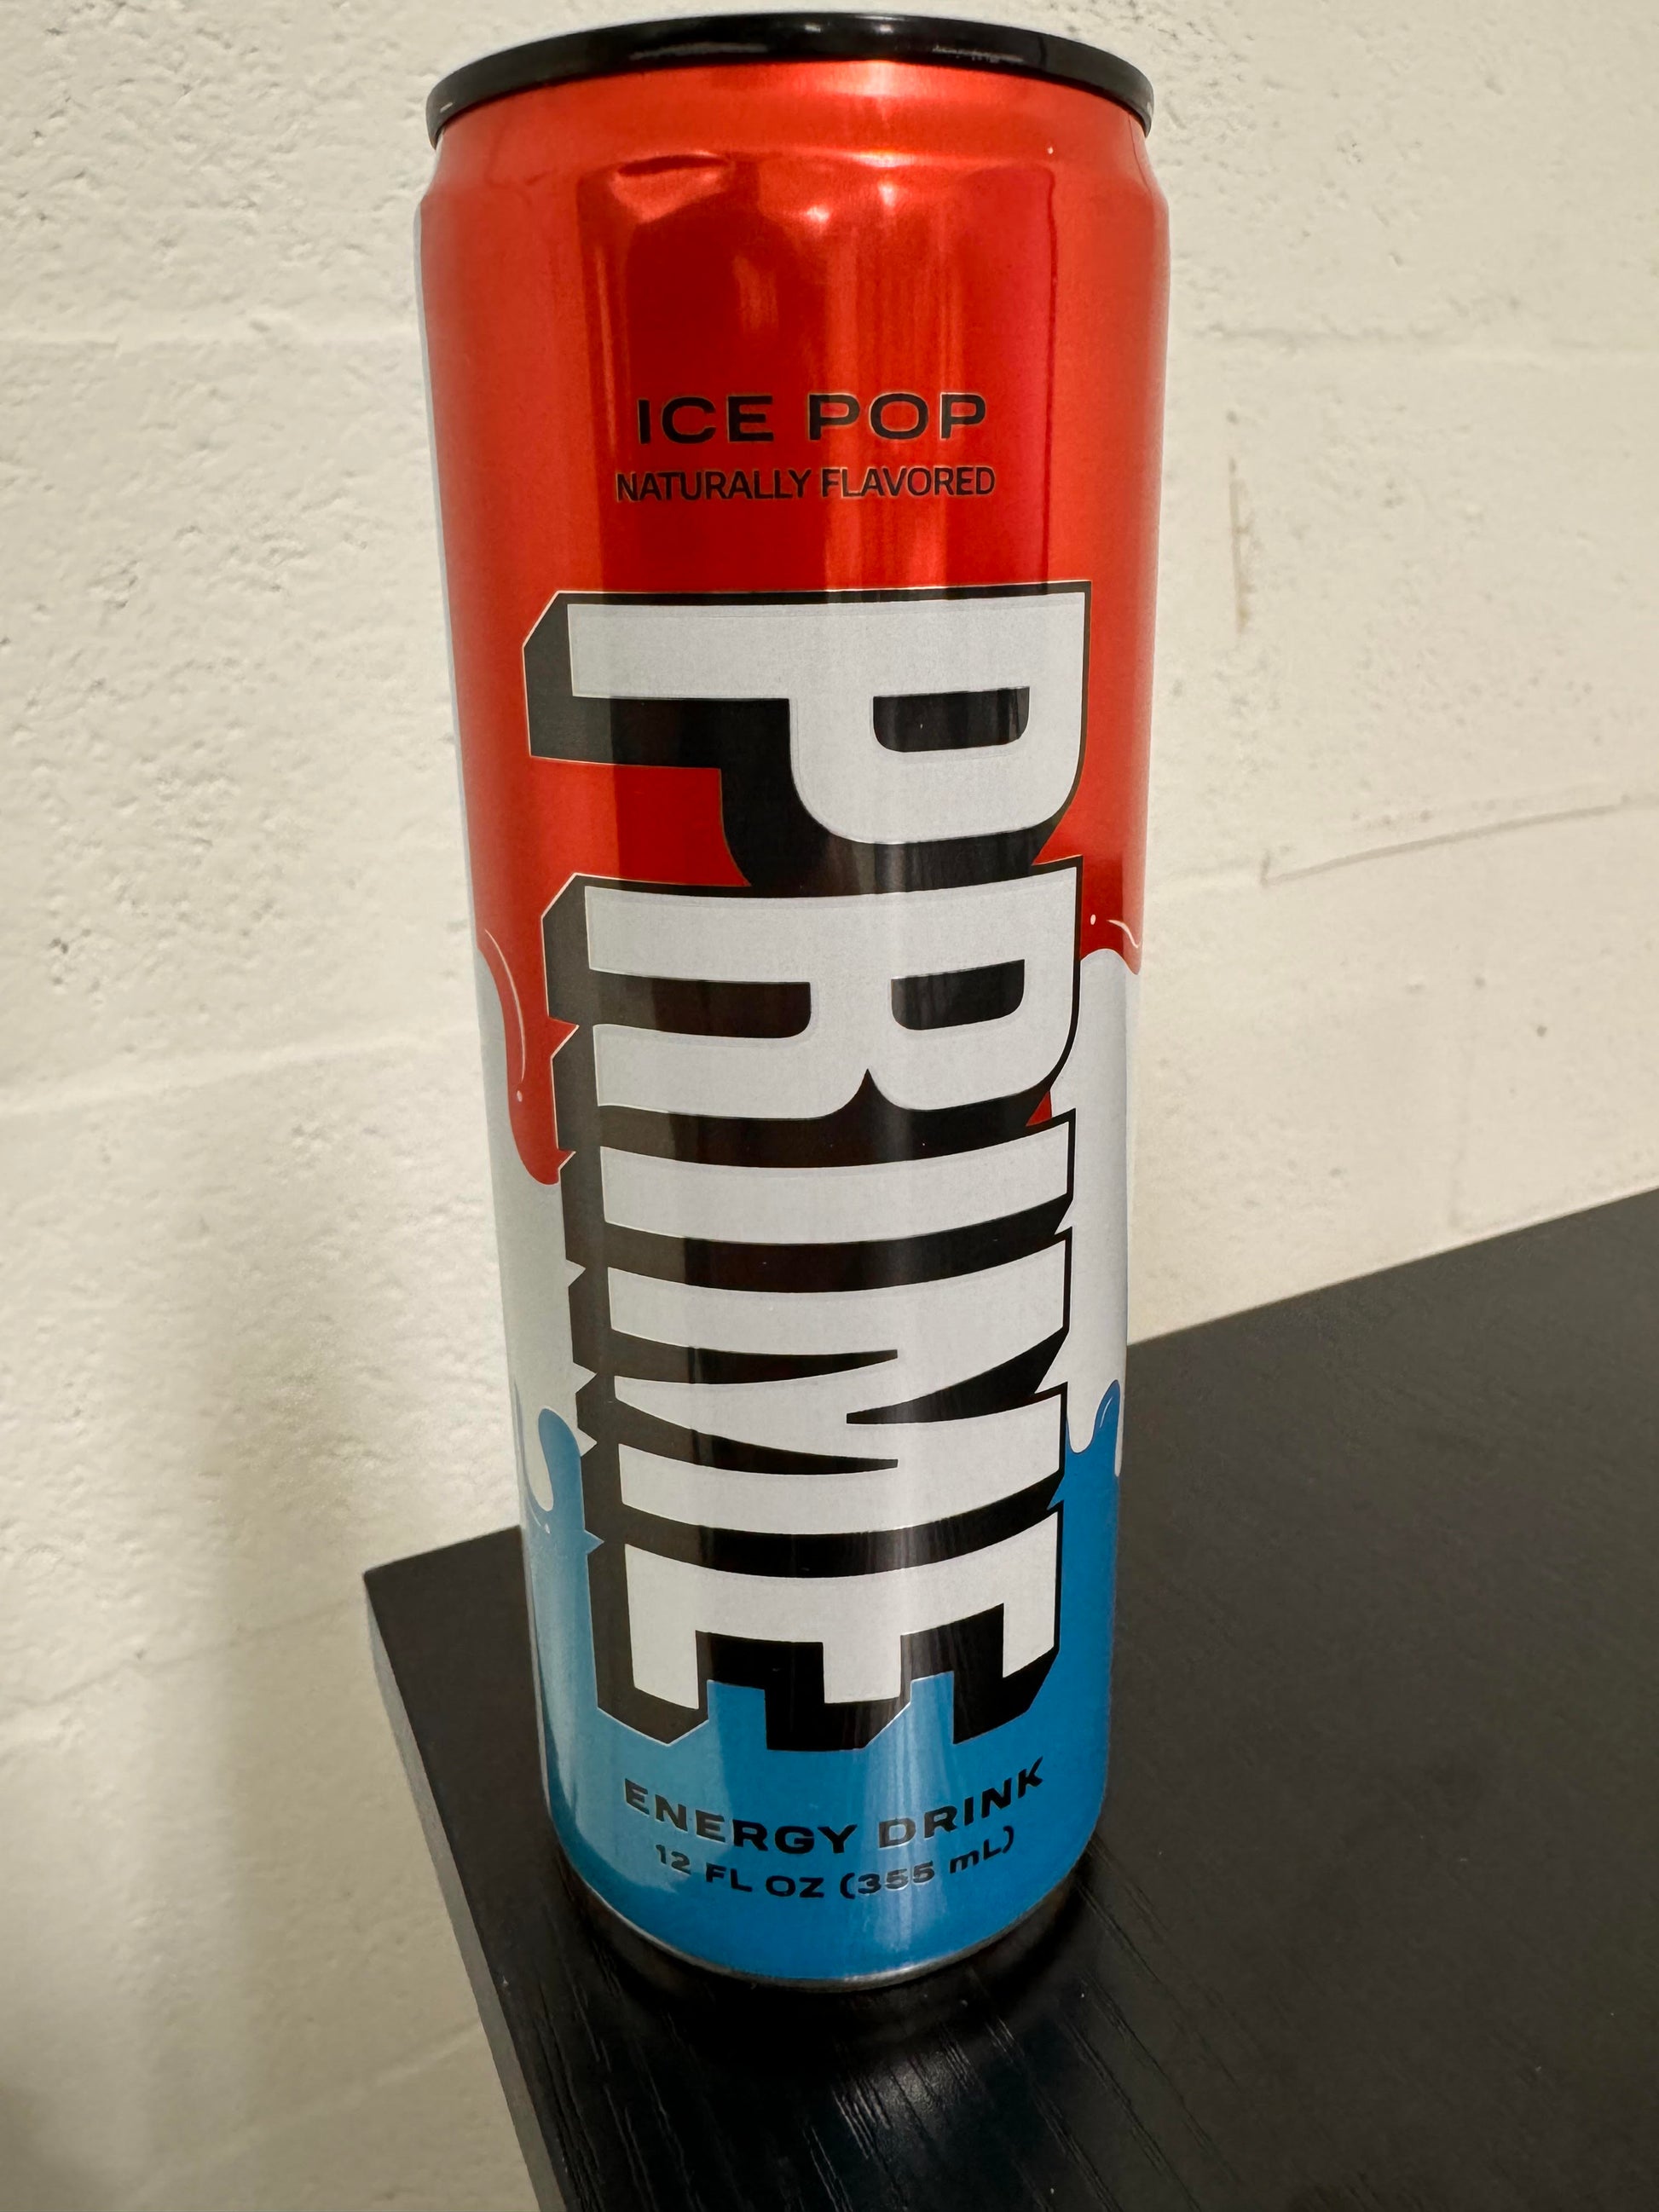 ICE POP
NATURALLY FLAVORED
PRIME
ENERGY DRINK
12 FL OZ (355 mL)